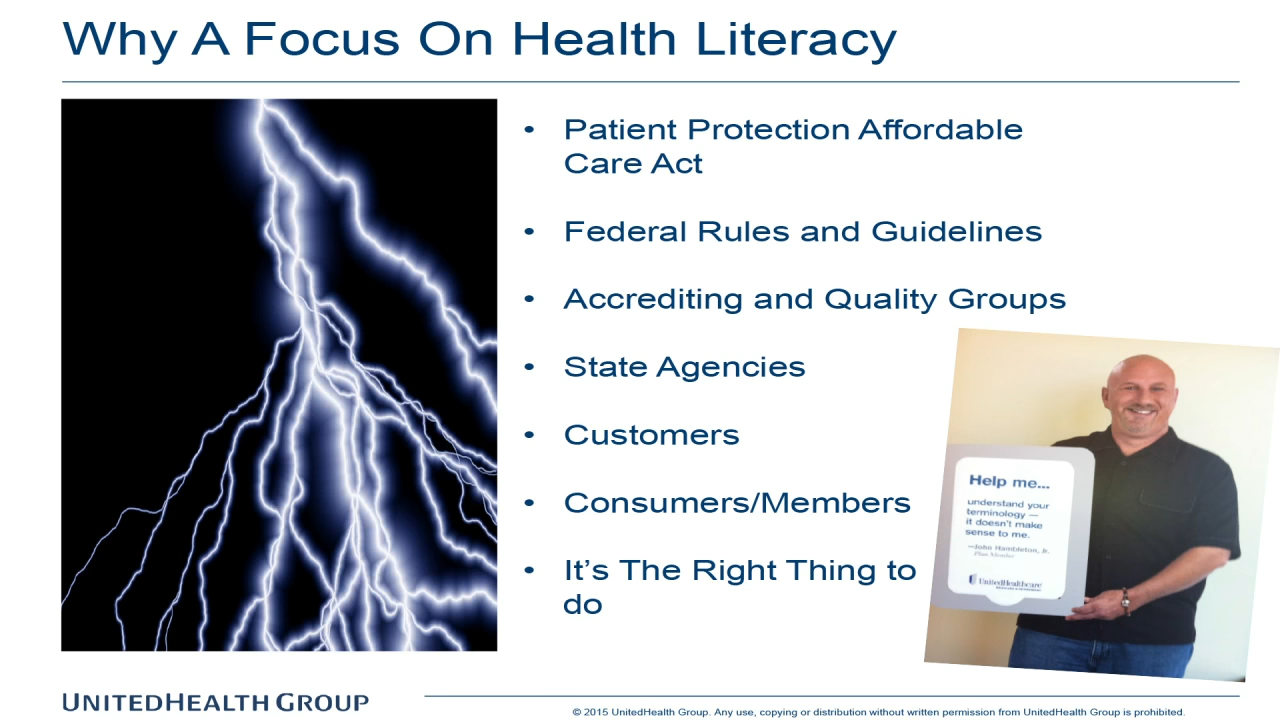 Why A Focus On Health Literacy
• Patient Protection Affordable
Care Act
• Federal Rules and Guidelines
• Accrediting and Quality Groups
• State Agencies
• Customers
• Consumers/Members
• It’s The Right Thing to
do
Help me...
understand your
terminology —
it doesn't make
sense to me.
—John Hambleton, Jr.
Plan Member
UnitedHealthcare
UNITEDHEALTH GROUP
© 2015 UnitedHealth Group. Any use, copying or distribution without written permission from UnitedHealth Group is prohibited.